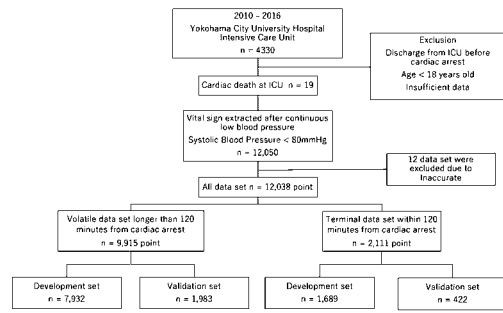 2010 - 2016
Yokohama City University Hospital
Intensive Care Unit
n = 4330
Exclusion
Discharge from ICU before
cardiac arrest
Age < 18 years old
Insufficient data
Cardiac death at ICU n = 19
Vital sign extracted after continuous
low blood pressure
Systolic Blood Pressure < 80mmHg
n = 12,050
12 data set were
excluded due to
Inaccurate
All data set n = 12,038 point
Volatile data set longer than 120
minutes from cardiac arrest
n = 9,915 point
Terminal data set within 120
minutes from cardiac arrest
n = 2,111 point
Development set
n = 7,932
Validation set
n = 1,983
Development set
n = 1,689
Validation set
n = 422